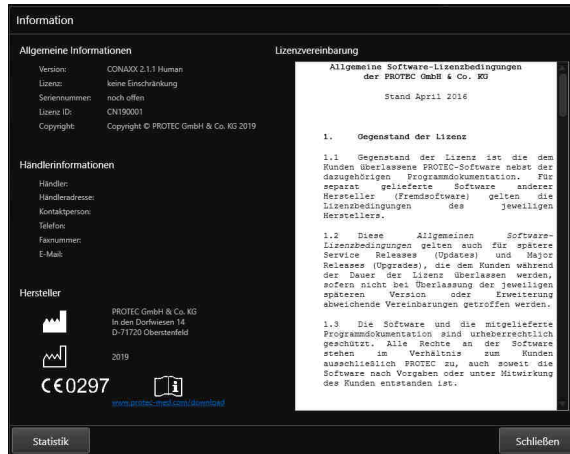 Information
Allgemeine Informationen
Version: CONAXX 2.1.1 Human
Lizenz: keine Einschränkung
Seriennummer: noch offen
Lizenz ID: CN190001
Copyright: Copyright © PROTEC GmbH & Co. KG 2019
Händlerinformationen
Händler:
Händleradresse:
Kontaktperson:
Telefon:
Faxnummer:
E-Mail:
Hersteller
PROTEC GmbH & Co. KG
In den Dorfwiesen 14
D-71720 Oberstenfeld
2019
CE0297
www.protec-med.com/download
Lizenzvereinbarung
Allgemeine Software-Lizenzbedingungen
der PROTEC GmbH & Co. KG
Stand April 2016
1. Gegenstand der Lizenz
1.1 Gegenstand der Lizenz ist die dem
Kunden überlassene PROTEC-Software nebst der
dazugehörigen Programmdokumentation. Für
separat gelieferte Software anderer
Hersteller (Fremdsoftware) gelten die
Lizenzbedingungen des jeweiligen
Herstellers.
1.2 Diese Allgemeinen Software-
Lizenzbedingungen gelten auch für spätere
Service Releases (Updates) und Major
Releases (Upgrades), die dem Kunden während
der Dauer der Lizenz überlassen werden,
sofern nicht bei Überlassung der jeweiligen
späteren Version oder Erweiterung
abweichende Vereinbarungen getroffen werden.
1.3 Die Software und die mitgelieferte
Programmdokumentation sind urheberrechtlich
geschützt. Alle Rechte an der Software
stehen im Verhältnis zum Kunden
ausschließlich PROTEC zu, auch soweit die
Software nach Vorgaben oder unter Mitwirkung
des Kunden entstanden ist.
Statistik
Schließen